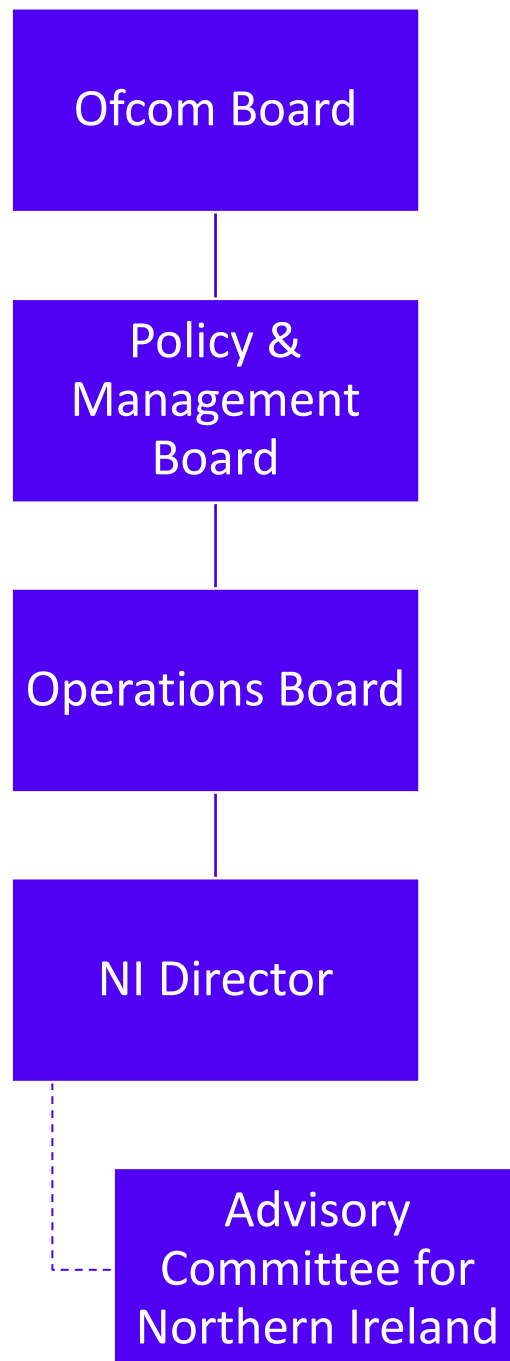 Ofcom Board
Policy &
Management
Board
Operations Board
NI Director
Advisory
Committee for
Northern Ireland